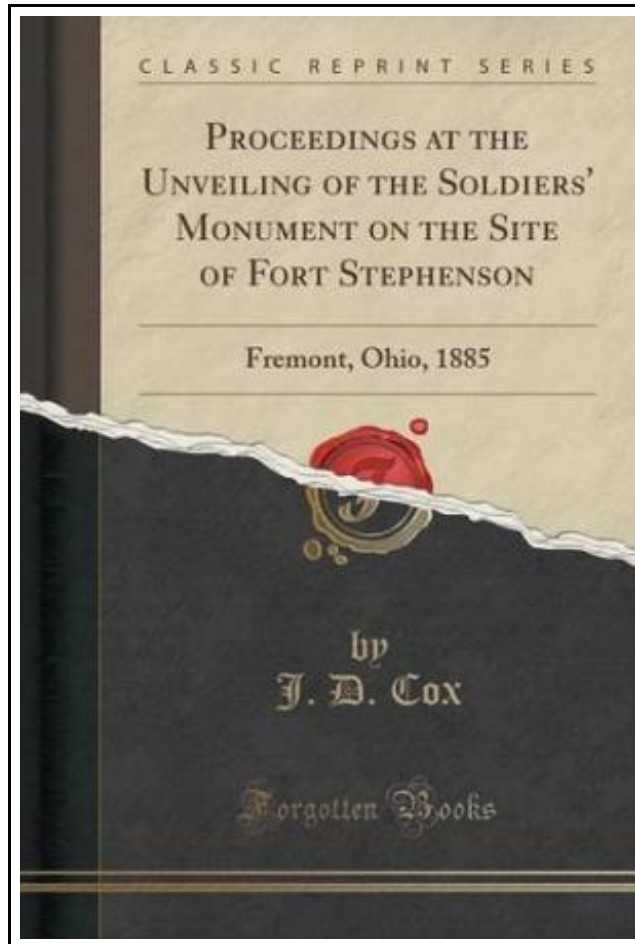 CLASSIC REPRINT SERIES
PROCEEDINGS AT THE
UNVEILING OF THE SOLDIERS'
MONUMENT ON THE SITE
OF FORT STEPHENSON
Fremont, Ohio, 1885
by
J. D. Cox
Forgotten Books